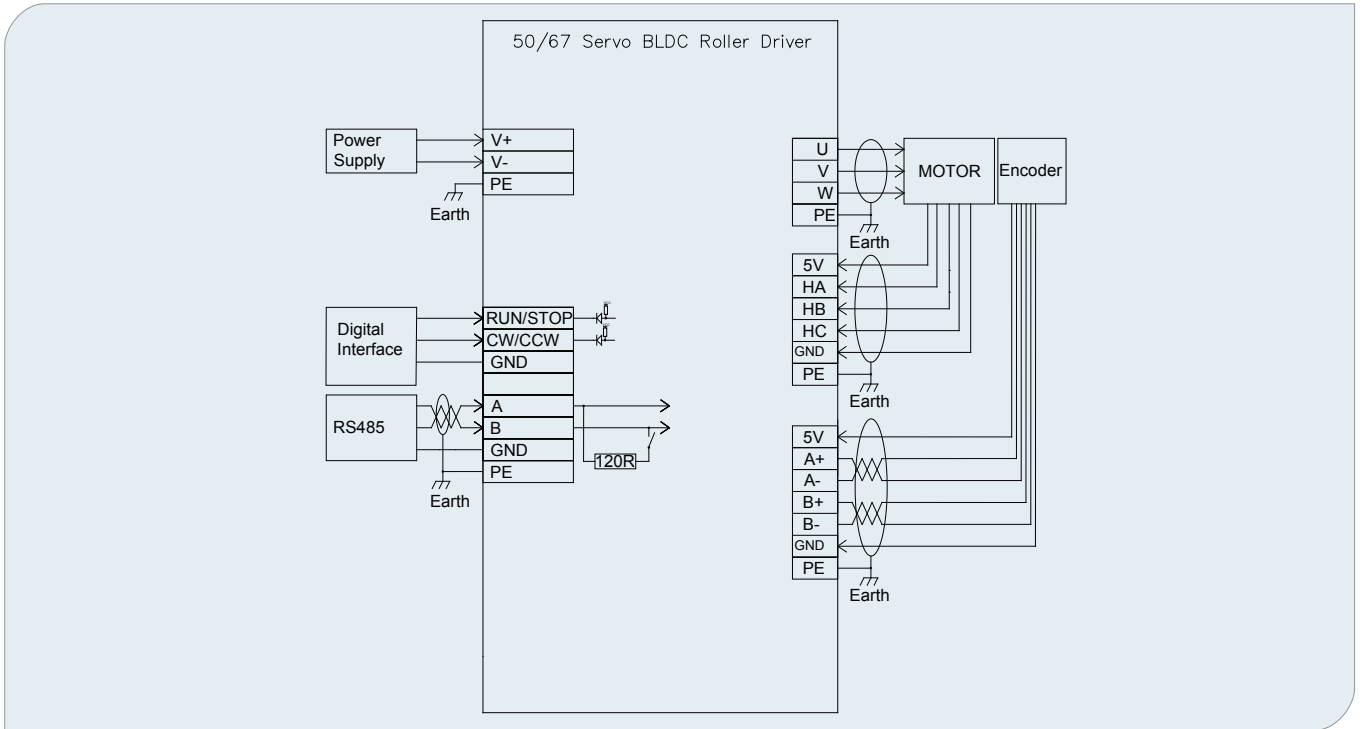 50/67 Servo BLDC Roller Driver
Power
Supply
V+
V-
PE
Earth
Digital
Interface
RUN/STOP
CW/CCW
GND
RS485
A
B
GND
PE
120R
Earth
U
V
W
PE
MOTOR
Encoder
Earth
5V
HA
HB
HC
GND
PE
Earth
5V
A+
A-
B+
B-
GND
PE
Earth